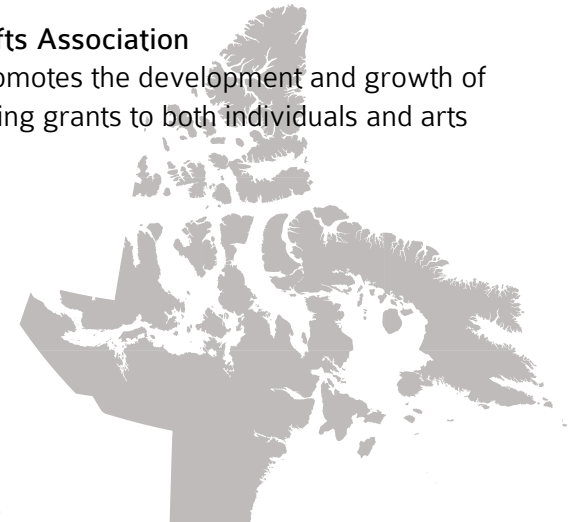 fts Association
omotes the development and growth of
ing grants to both individuals and arts